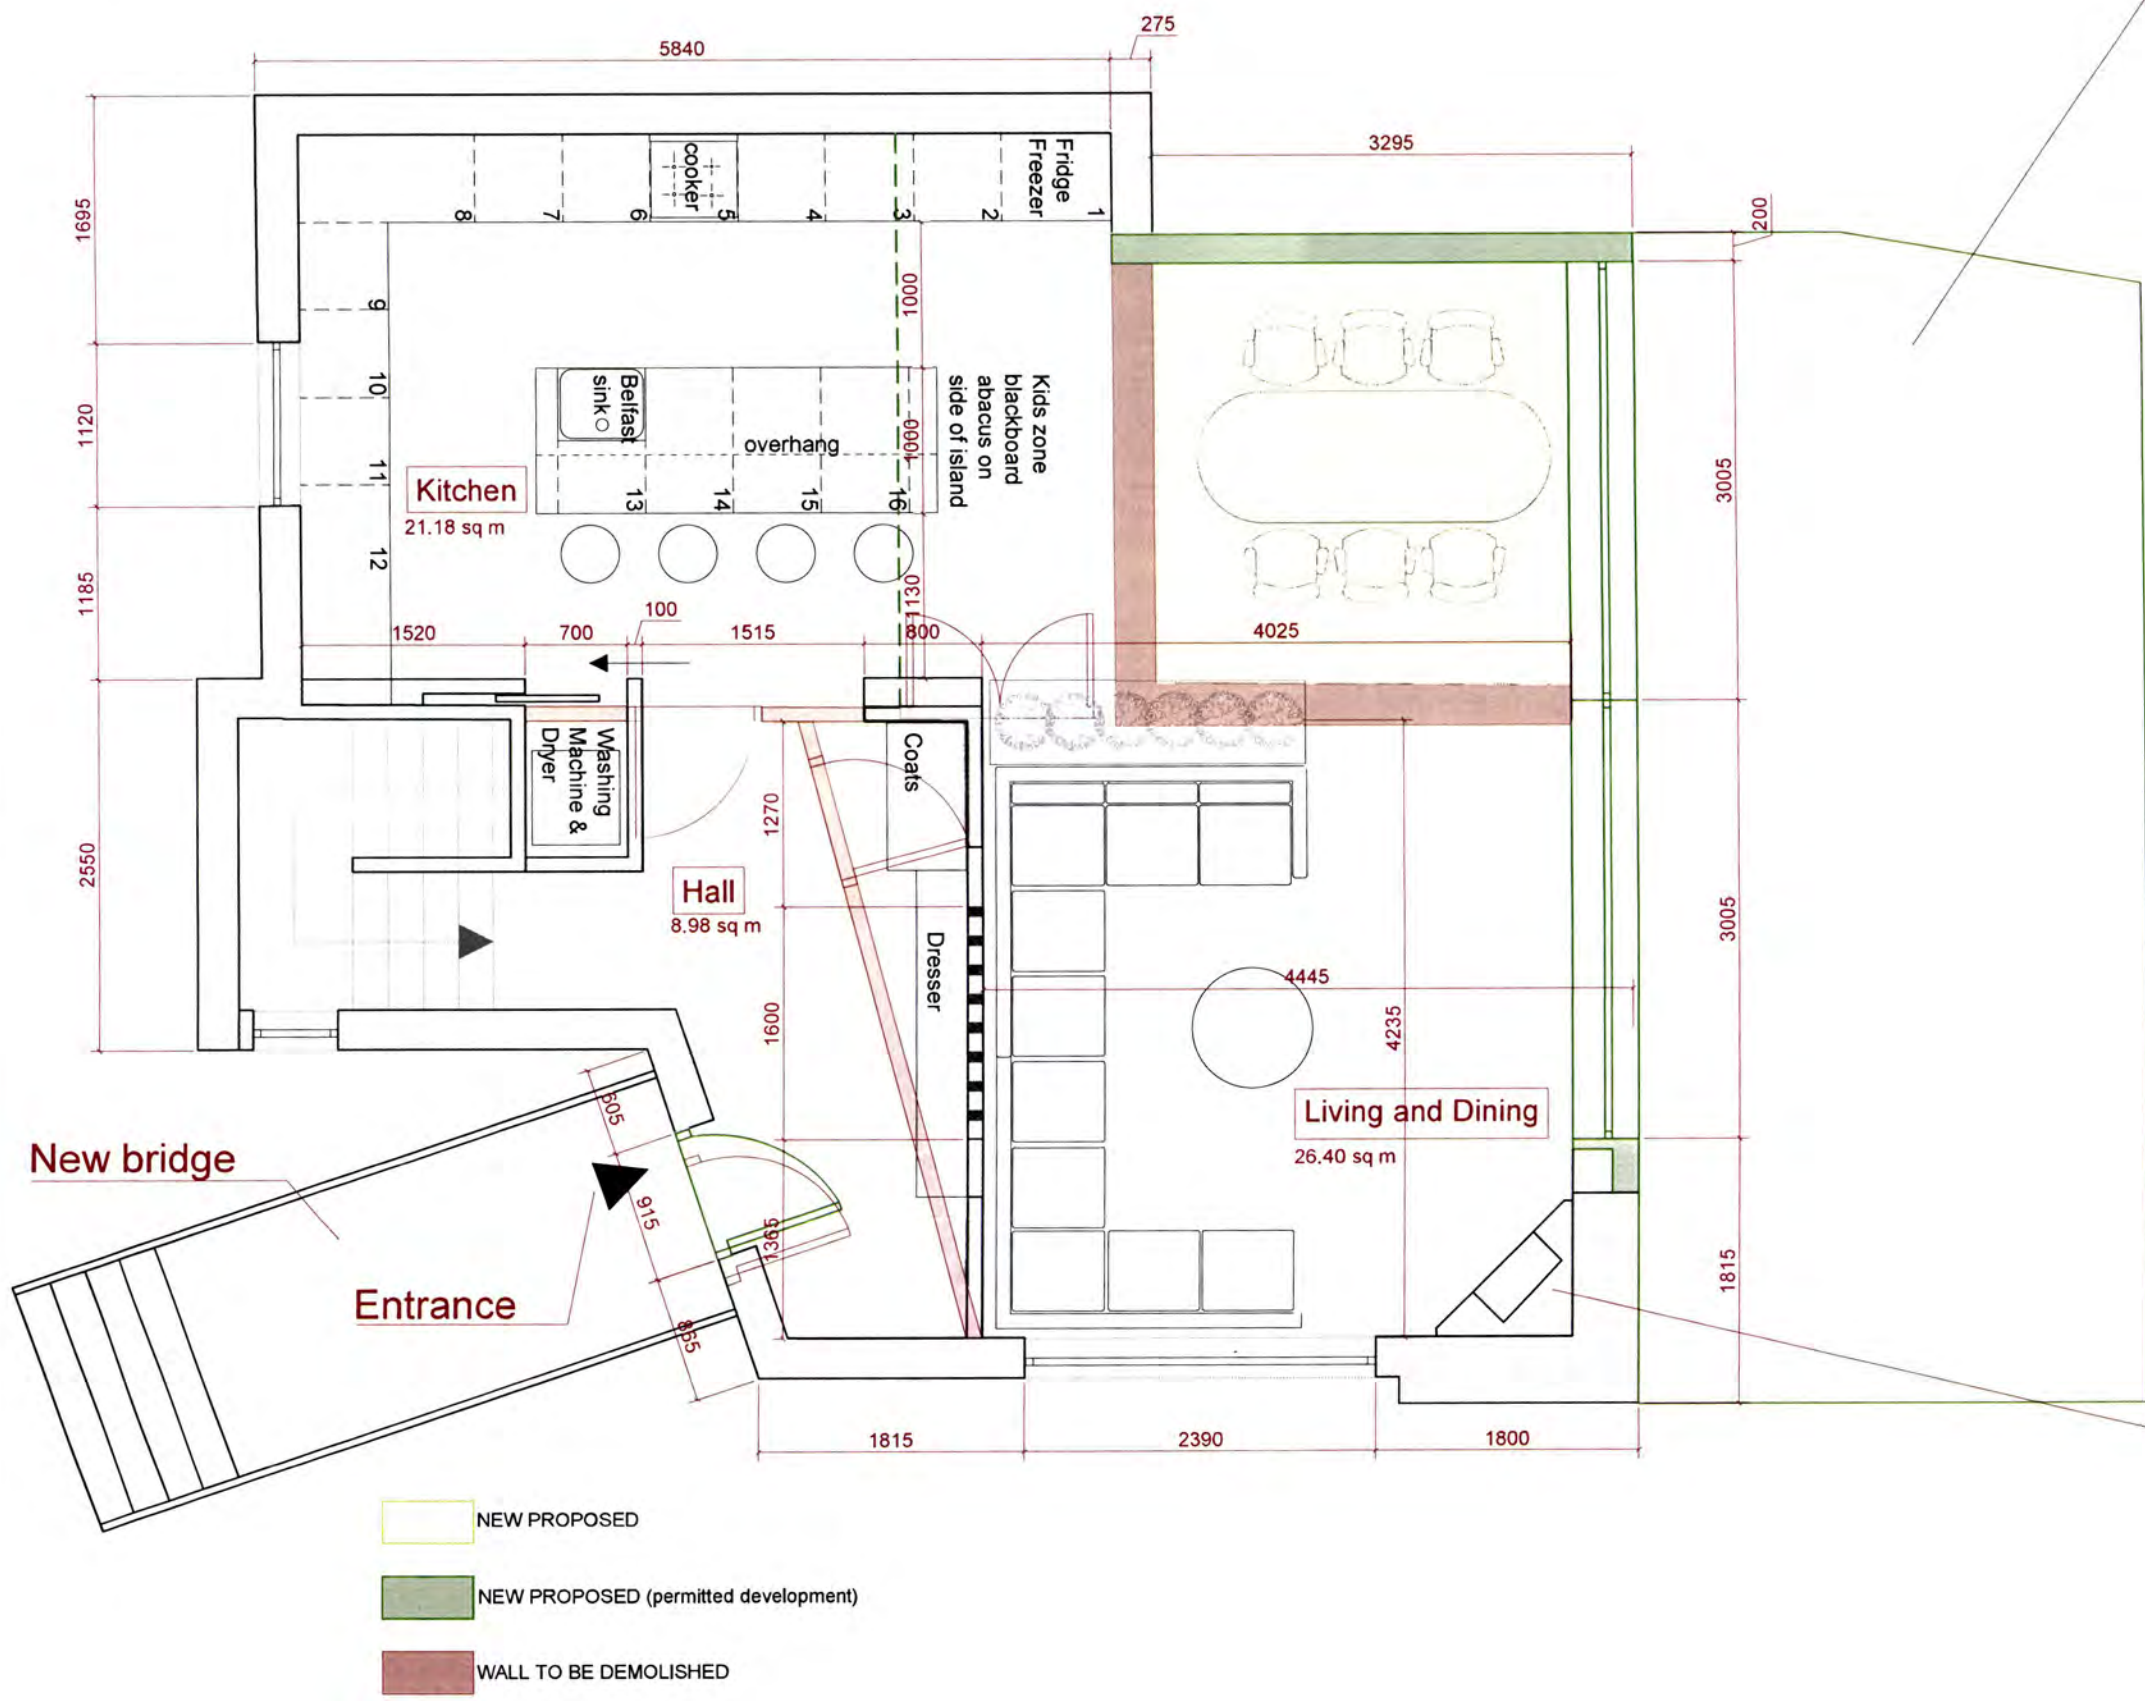 275
5840
3295
200
1695
1120
1185
2550
Fridge
Freezer
cooker
8
7
6
5
4
3
2
1
9
10
11
12
1000
1000
1130
Belfast
sink
overhang
13
14
15
16
Kids zone
blackboard
abacus on
side of island
Kitchen
21.18 sq m
3005
1520
700
100
1515
800
4025
Washing
Machine &
Dryer
Coats
1270
Hall
8.98 sq m
Dresser
1600
4445
4235
3005
Living and Dining
26.40 sq m
605
915
865
1365
New bridge
Entrance
1815
1815
2390
1800
NEW PROPOSED
NEW PROPOSED (permitted development)
WALL TO BE DEMOLISHED